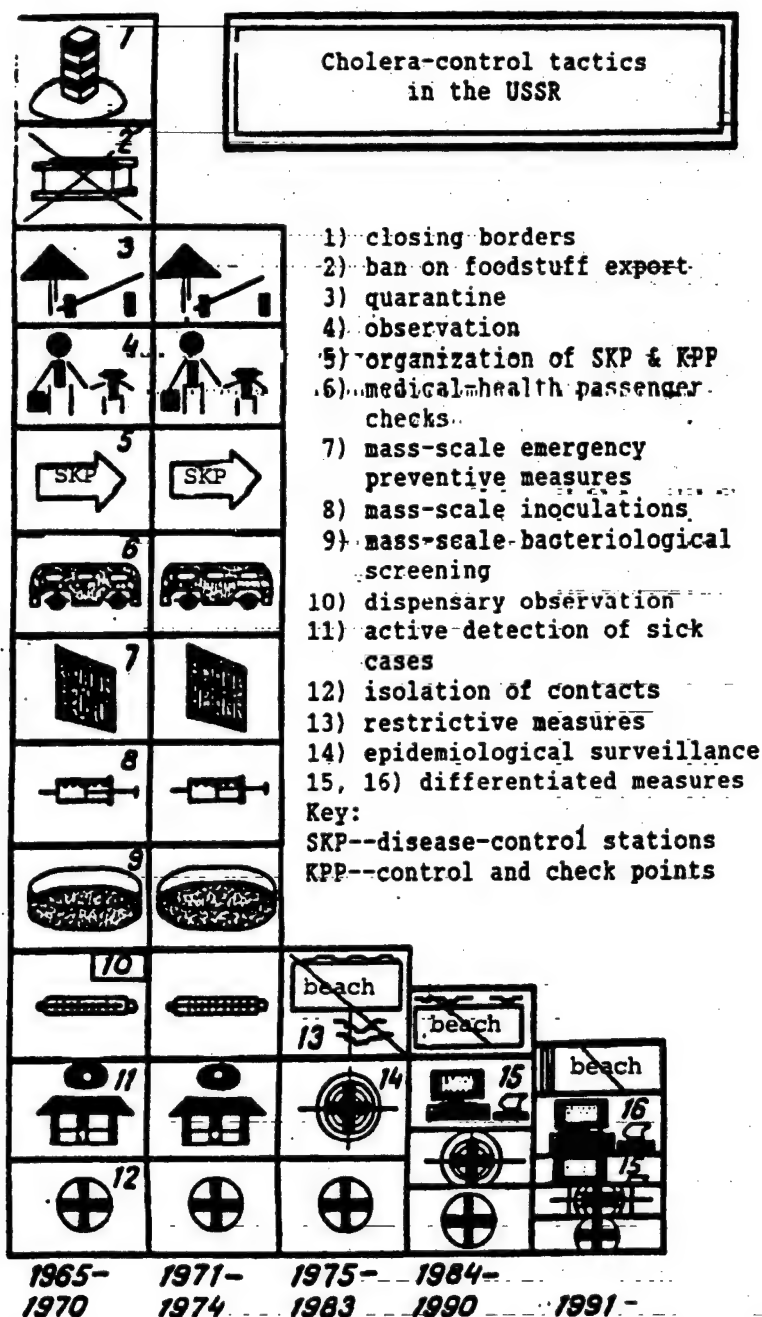 Cholera-control tactics
in the USSR
1) closing borders
2) ban on foodstuff export
3) quarantine
4) observation
5) organization of SKP & KPP
6) medical-health passenger
checks
7) mass-scale emergency
preventive measures
8) mass-scale inoculations
9) mass-scale bacteriological
screening
10) dispensary observation
11) active detection of sick
cases
12) isolation of contacts
13) restrictive measures
14) epidemiological surveillance
15, 16) differentiated measures
Key:
SKP--disease-control stations
KPP--control and check points
1
2
3
4
5
SKP
SKP
6
7
8
9
10
beach
13
beach
beach
11
14
15
16
15
12
1965-
1970
1971-
1974
1975-
1983
1984-
1990
1991-